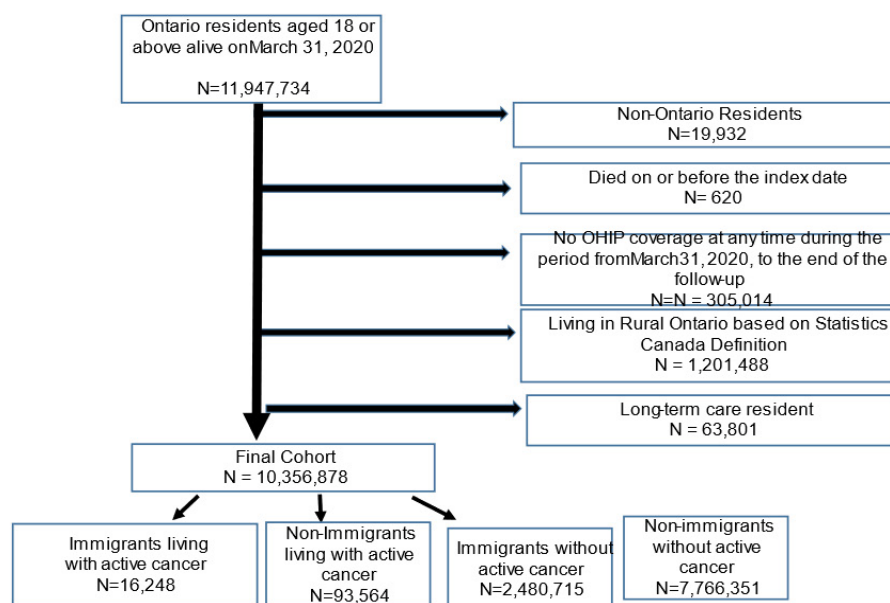 Ontario residents aged 18 or
above alive onMarch 31, 2020
N=11,947,734
Non-Ontario Residents
N=19,932
Died on or before the index date
N= 620
No OHIP coverage at any time during the
period fromMarch31, 2020, to the end of the
follow-up
N=N = 305,014
Living in Rural Ontario based on Statistics
Canada Definition
N = 1,201,488
Long-term care resident
N = 63,801
Final Cohort
N = 10,356,878
Immigrants living
with active cancer
N=16,248
Non-Immigrants
living with active
cancer
N=93,564
Immigrants without
active cancer
N=2,480,715
Non-immigrants
without active
cancer
N=7,766,351